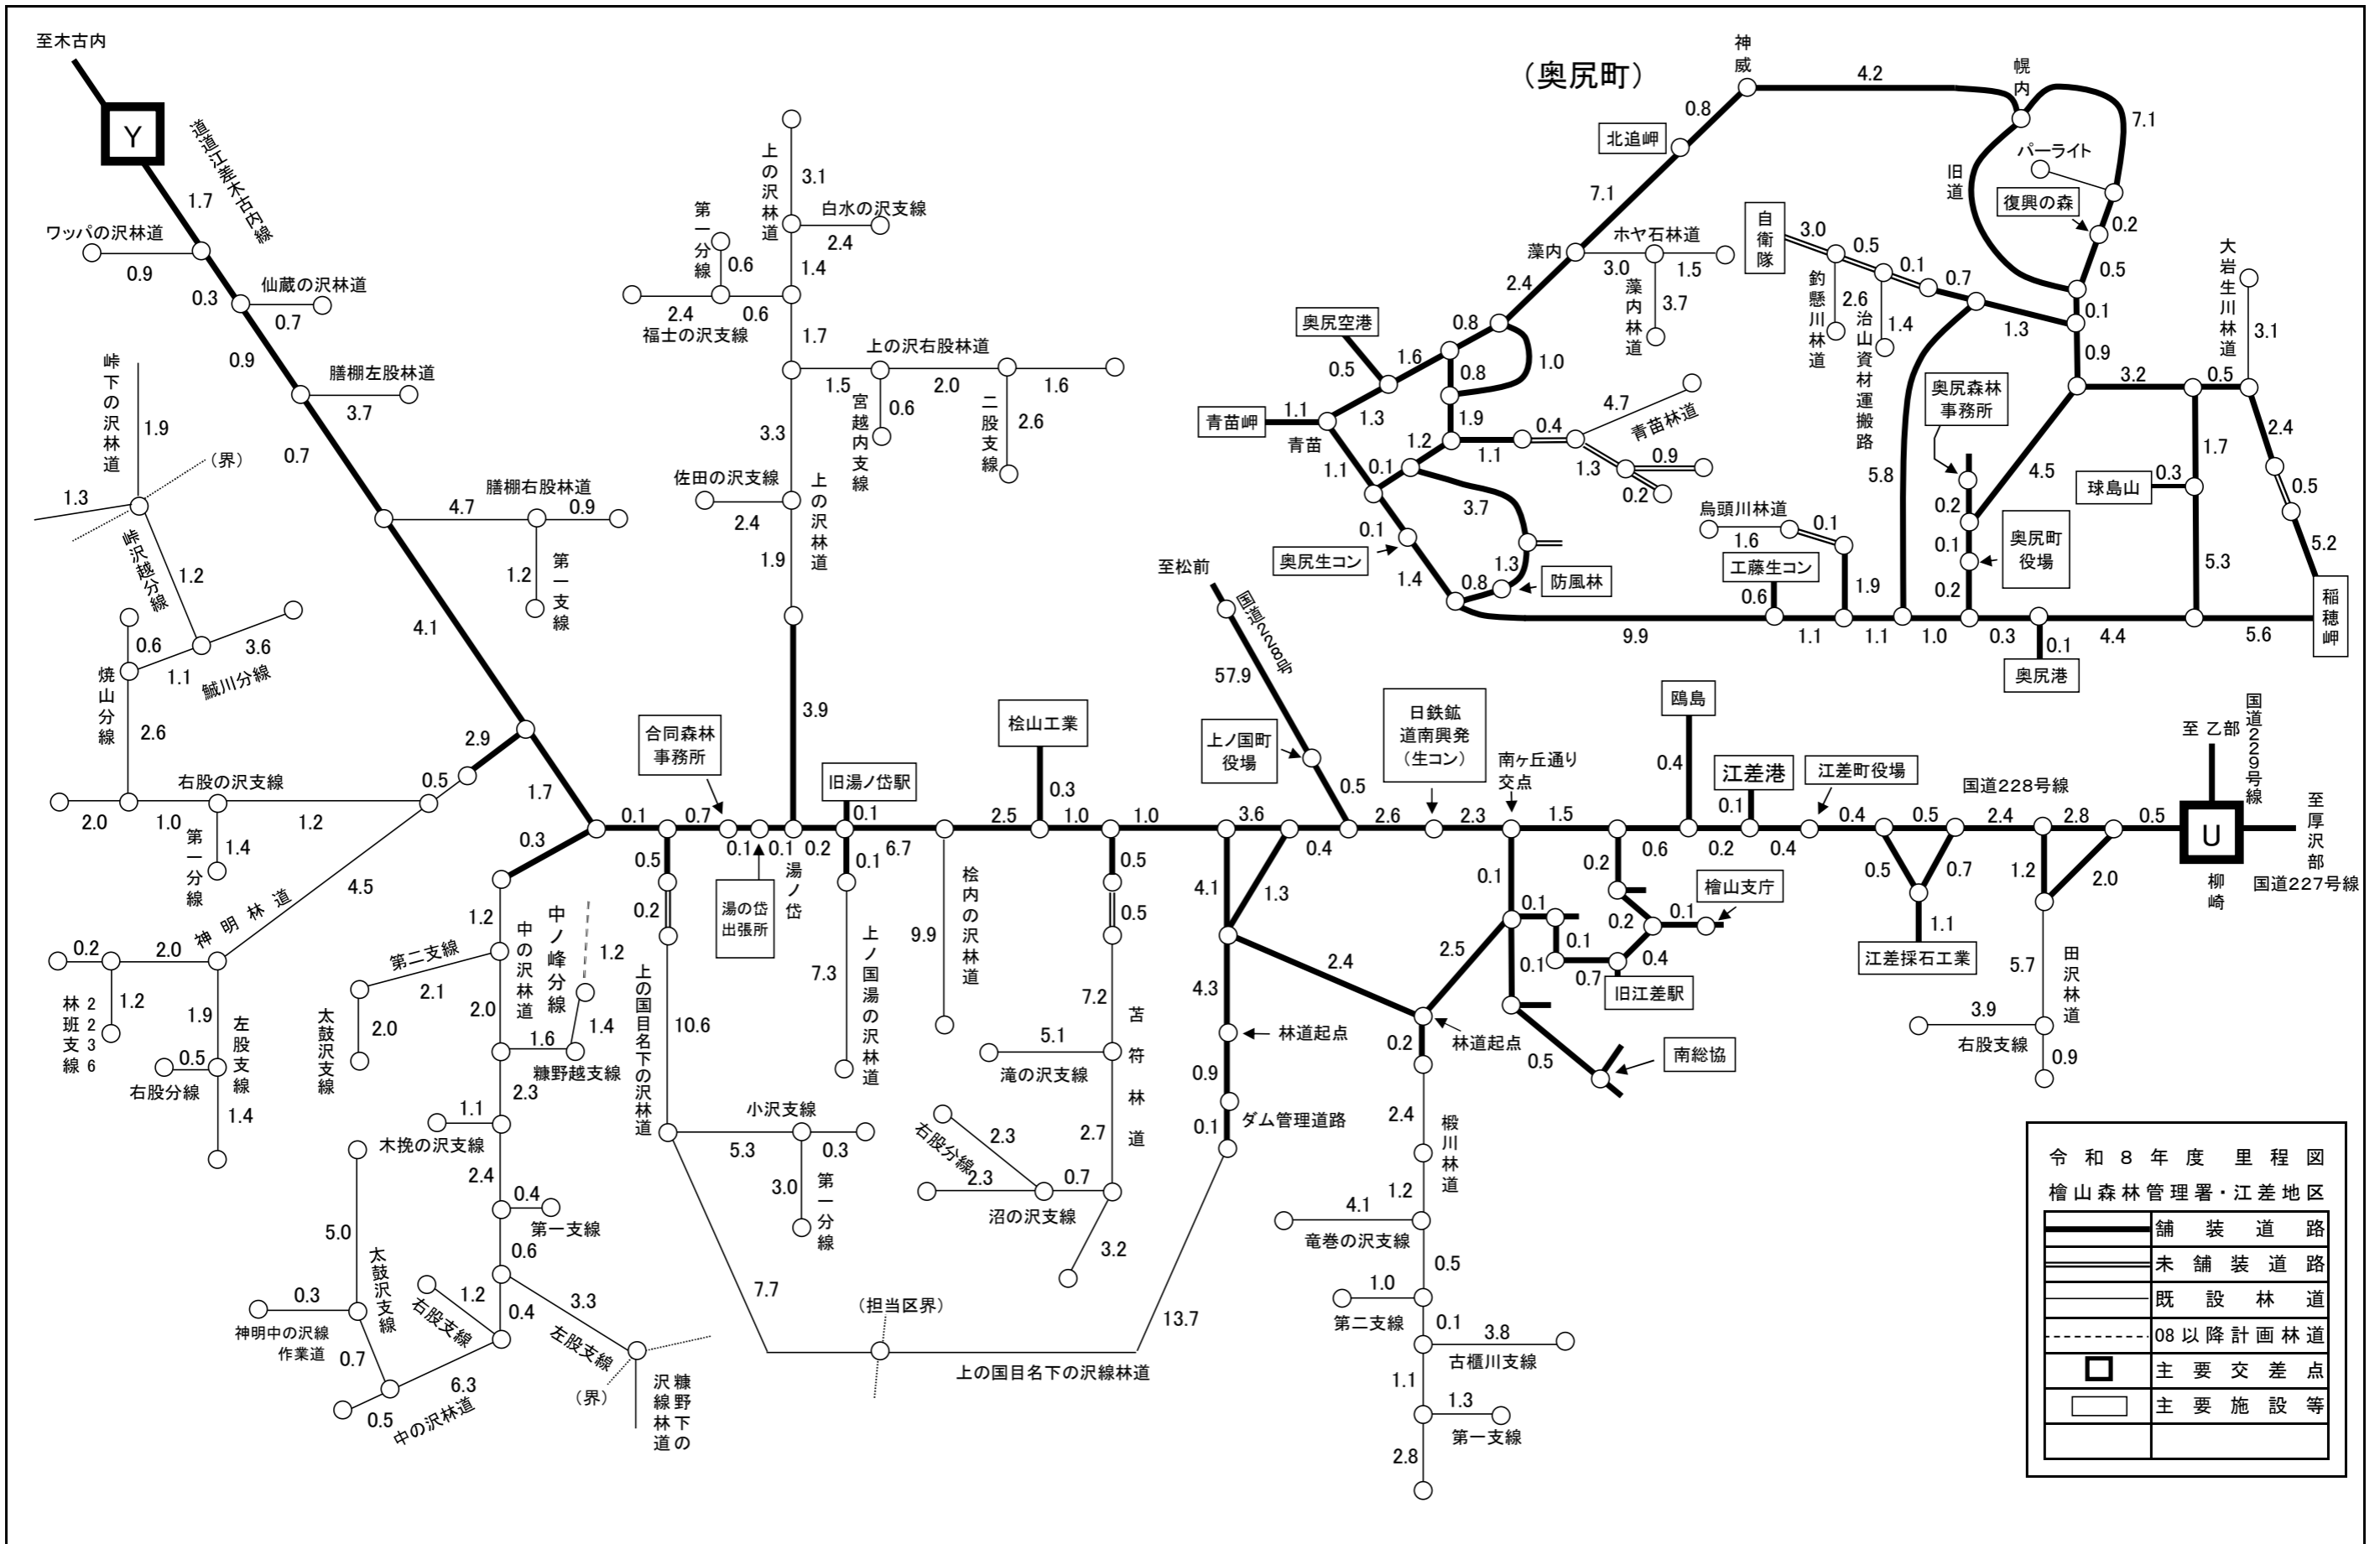 至木古内
Y
道道江差木古内線
1.7
ワッパの沢林道
0.9
0.3
仙蔵の沢林道
0.7
0.9
膳棚左股林道
3.7
0.7
膳棚右股林道
4.7
0.9
1.2
第一支線
4.1
峠下の沢林道
1.9
(界)
1.3
峠沢越分線
1.2
0.6
3.6
1.1
鰔川分線
焼山分線
2.6
2.9
0.5
右股の沢支線
2.0
1.0
1.2
第一分線
1.4
1.7
神明林道
4.5
0.2
2.0
林班支線
2236
1.2
1.9
左股支線
0.5
右股分線
1.4
0.3
1.2
中の沢林道
中ノ峰分線
1.2
第二支線
2.1
太鼓沢支線
2.0
2.0
1.6
1.4
糠野越支線
2.3
1.1
木挽の沢支線
2.4
0.4
第一支線
5.0
太鼓沢支線
0.6
0.3
神明中の沢線
作業道
0.7
右股支線
1.2
0.4
3.3
左股支線
(界)
糠野下の
沢線林道
6.3
0.5
中の沢林道
上の沢林道
3.1
白水の沢支線
2.4
第一分線
0.6
1.4
2.4
0.6
福士の沢支線
1.7
上の沢右股林道
1.5
2.0
1.6
宮越内支線
0.6
二股支線
2.6
3.3
佐田の沢支線
2.4
上の沢林道
1.9
3.9
合同森林
事務所
0.1
0.7
0.1
0.1
0.2
湯の岱
出張所
湯ノ岱
旧湯ノ岱駅
0.1
0.1
6.7
上ノ国湯の沢林道
7.3
0.5
0.2
上の国目名下の沢林道
10.6
小沢支線
5.3
0.3
3.0
第一分線
7.7
(担当区界)
13.7
上の国目名下の沢線林道
桧内の沢林道
9.9
2.5
桧山工業
0.3
1.0
1.0
0.5
0.5
7.2
苫符林道
5.1
滝の沢支線
2.7
右股分線
2.3
2.3
0.7
沼の沢支線
3.2
至松前
国道228号
57.9
上ノ国町
役場
0.5
3.6
0.4
4.1
1.3
4.3
林道起点
0.9
ダム管理道路
0.1
2.4
2.6
日鉄鉱
道南興発
(生コン)
2.3
南ヶ丘通り
交点
1.5
0.1
2.5
0.1
0.1
0.1
0.7
0.4
0.2
0.2
0.1
檜山支庁
旧江差駅
0.5
南総協
林道起点
0.2
2.4
椴川林道
1.2
4.1
竜巻の沢支線
0.5
1.0
第二支線
0.1
3.8
古櫃川支線
1.1
1.3
第一支線
2.8
鴎島
0.4
0.6
0.2
江差港
0.1
0.4
江差町役場
0.4
0.5
0.5
0.7
1.1
江差採石工業
国道228号線
2.4
2.8
0.5
1.2
2.0
5.7
田沢林道
3.9
右股支線
0.9
至 乙部
国道229号線
U
柳崎
至厚沢部
国道227号線
(奥尻町)
神威
4.2
幌内
7.1
0.8
北追岬
7.1
旧道
パーライト
復興の森
0.2
0.5
0.1
藻内
ホヤ石林道
3.0
1.5
藻内林道
3.7
2.4
自衛隊
3.0
0.5
0.1
0.7
釣懸川林道
2.6
治山資材運搬路
1.4
1.3
0.9
大岩生川林道
3.1
3.2
0.5
奥尻空港
0.5
0.8
1.6
1.0
0.8
1.3
青苗岬
1.1
青苗
1.9
1.2
1.1
0.4
4.7
青苗林道
1.3
0.9
0.2
1.1
0.1
3.7
0.1
奥尻生コン
1.4
0.8
1.3
防風林
9.9
烏頭川林道
1.6
0.1
工藤生コン
0.6
1.9
1.1
1.1
5.8
奥尻森林
事務所
0.2
0.1
0.2
奥尻町
役場
4.5
1.0
0.3
0.1
奥尻港
4.4
1.7
球島山
0.3
5.3
2.4
0.5
5.2
5.6
稲穂岬
令和8年度 里程図
檜山森林管理署・江差地区
舗装道路
未舗装道路
既設林道
08以降計画林道
主要交差点
主要施設等